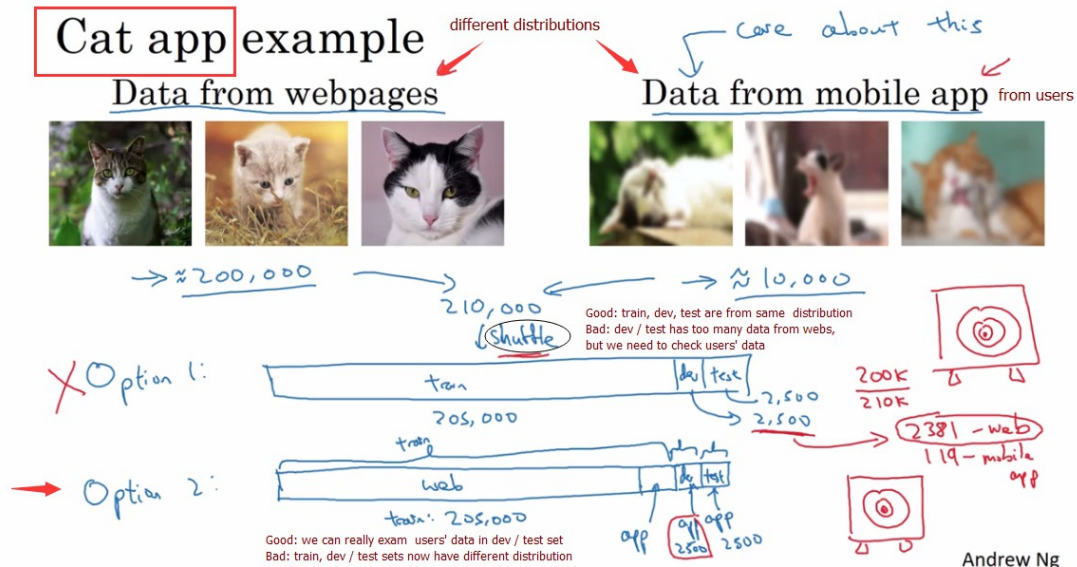 Cat app example
different distributions
care about this
Data from webpages
Data from mobile app
from users
→ ≈ 200,000
→ ≈ 10,000
210,000
↓ shuffle
Good: train, dev, test are from same distribution
Bad: dev / test has too many data from webs,
but we need to check users' data
X Option 1:
train
dev
test
205,000
2,500
2,500
200K
210K
2381 - web
119 - mobile
app
train
Option 2:
web
dev
test
train: 205,000
app
app
2500
app
2500
Good: we can really exam users' data in dev / test set
Bad: train, dev / test sets now have different distribution
Andrew Ng